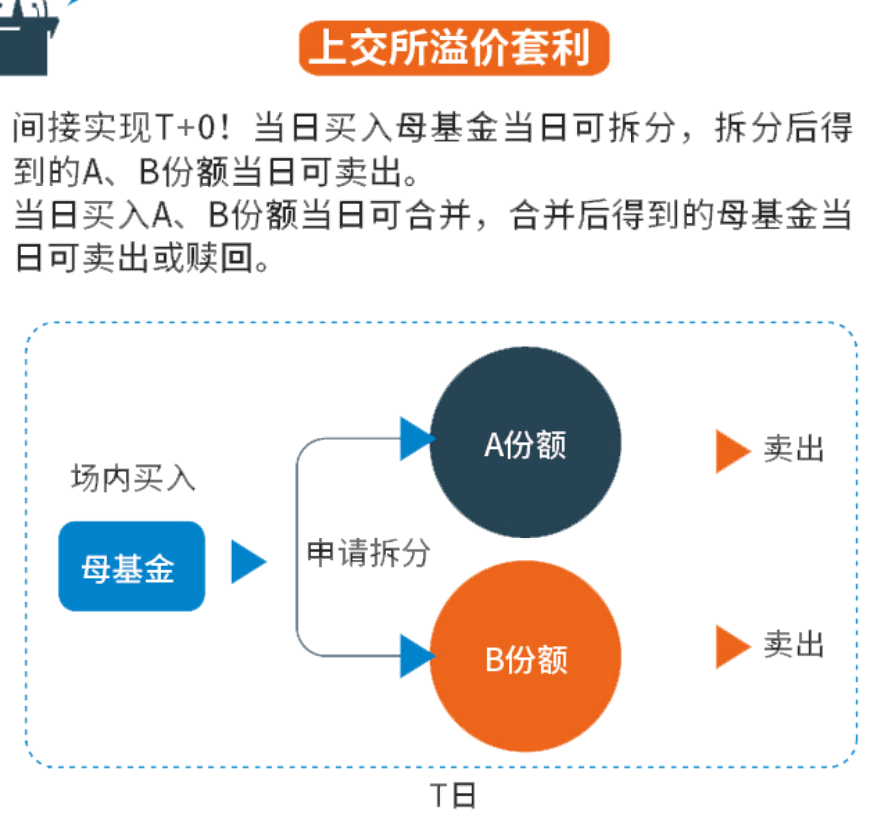 上交所溢价套利
间接实现T+0！当日买入母基金当日可拆分，拆分后得
到的A、B份额当日可卖出。
当日买入A、B份额当日可合并，合并后得到的母基金当
日可卖出或赎回。
场内买入
母基金
申请拆分
A份额
卖出
B份额
卖出
T日